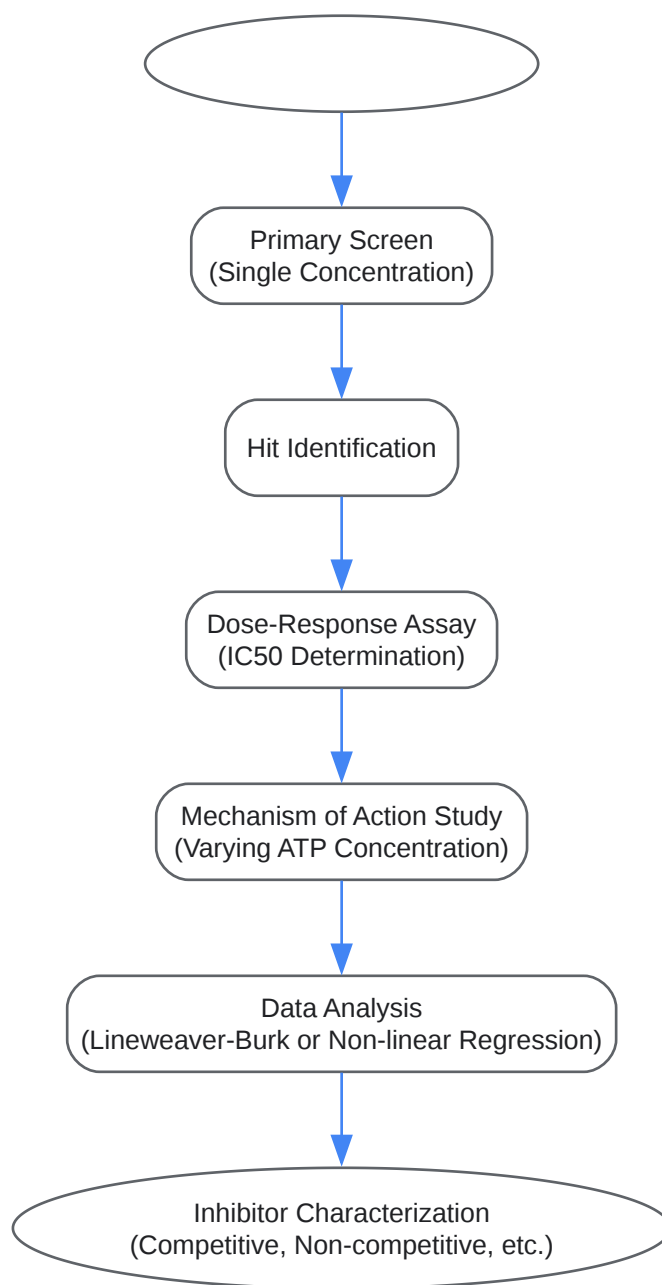 Primary Screen
(Single Concentration)
Hit Identification
Dose-Response Assay
(IC50 Determination)
Mechanism of Action Study
(Varying ATP Concentration)
Data Analysis
(Lineweaver-Burk or Non-linear Regression)
Inhibitor Characterization
(Competitive, Non-competitive, etc.)